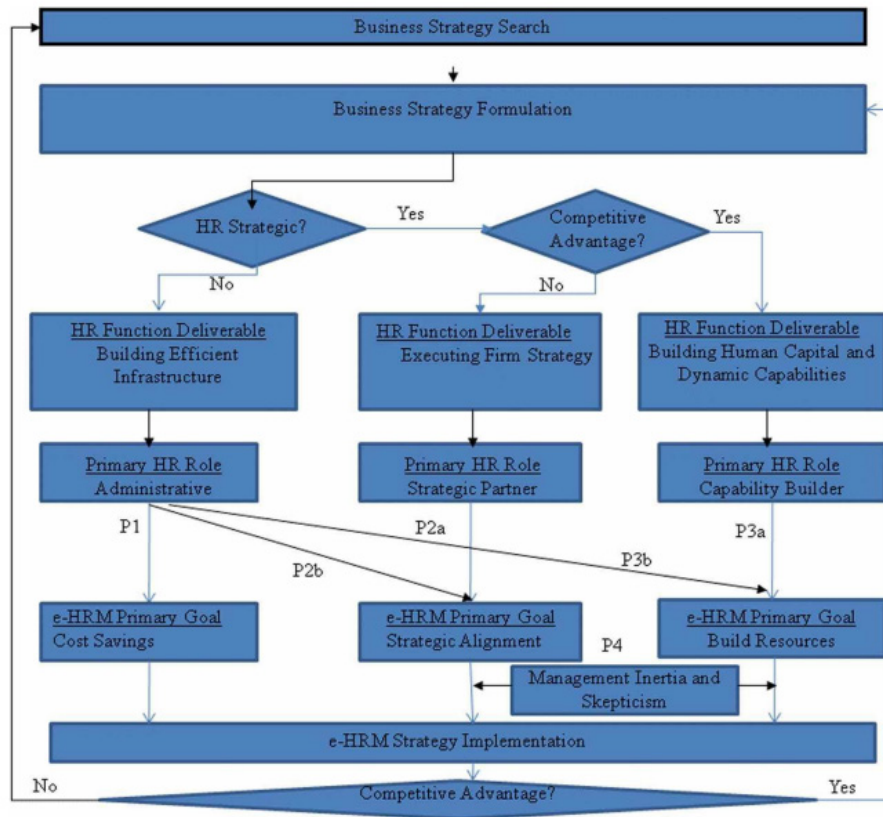 Business Strategy Search
Business Strategy Formulation
HR Strategic?
Yes
Competitive
Advantage?
Yes
No
No
HR Function Deliverable
Building Efficient
Infrastructure
HR Function Deliverable
Executing Firm Strategy
HR Function Deliverable
Building Human Capital and
Dynamic Capabilities
Primary HR Role
Administrative
Primary HR Role
Strategic Partner
Primary HR Role
Capability Builder
P1
P2a
P3a
P2b
P3b
e-HRM Primary Goal
Cost Savings
e-HRM Primary Goal
Strategic Alignment
e-HRM Primary Goal
Build Resources
P4
Management Inertia and
Skepticism
e-HRM Strategy Implementation
No
Competitive Advantage?
Yes